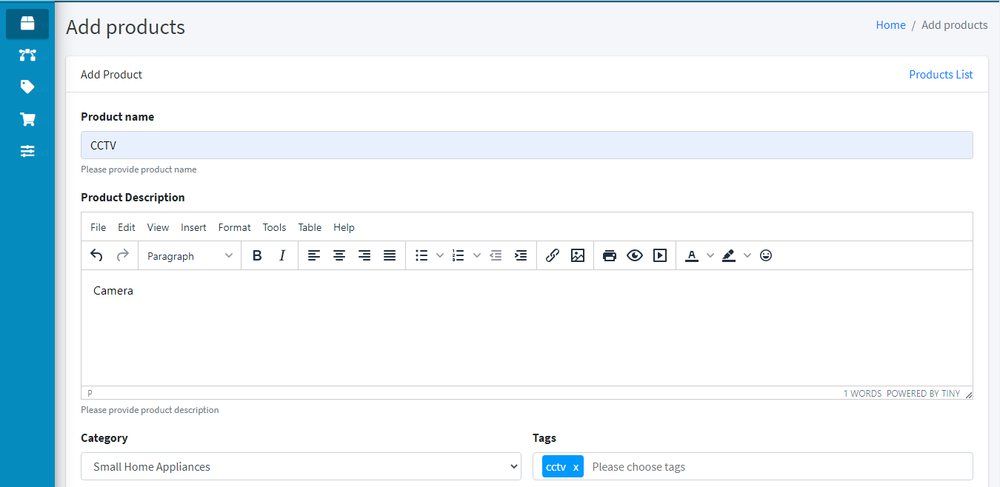 Add products
Home / Add products
Add Product
Products List
Product name
CCTV
Please provide product name
Product Description
File Edit View Insert Format Tools Table Help
Paragraph B I A
Camera
P
1 WORDS POWERED BY TINY
Please provide product description
Category
Tags
Small Home Appliances
cctv x Please choose tags